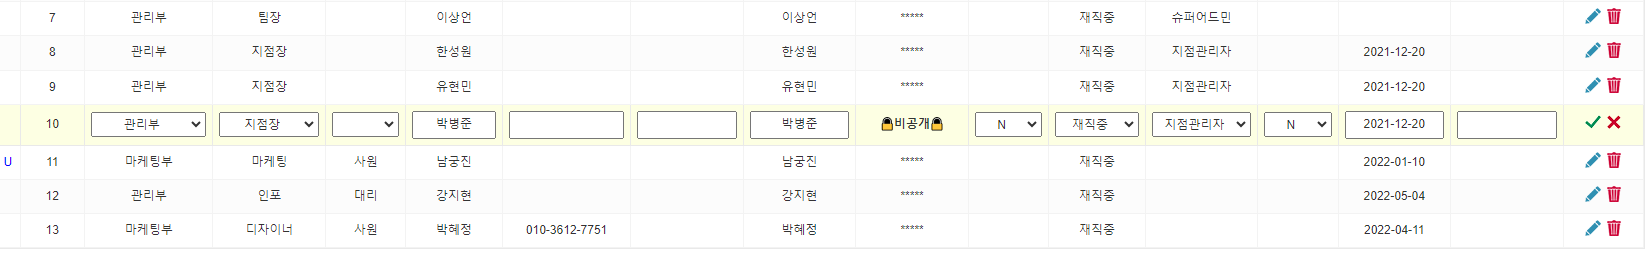 7 관리부 팀장 이상언 이상언 ***** 재직중 슈퍼어드민
8 관리부 지점장 한성원 한성원 ***** 재직중 지점관리자 2021-12-20
9 관리부 지점장 유현민 유현민 ***** 재직중 지점관리자 2021-12-20
10 관리부 지점장 박병준 박병준 비공개 N 재직중 지점관리자 N 2021-12-20
U 11 마케팅부 마케팅 사원 남궁진 남궁진 ***** 재직중 2022-01-10
12 관리부 인포 대리 강지현 강지현 ***** 재직중 2022-05-04
13 마케팅부 디자이너 사원 박혜정 010-3612-7751 박혜정 ***** 재직중 2022-04-11